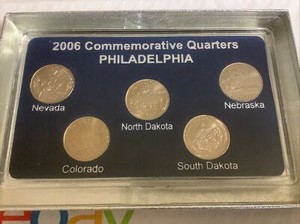 2006 Commemorative Quarters
PHILADELPHIA
Nevada
North Dakota
Nebraska
Colorado
South Dakota